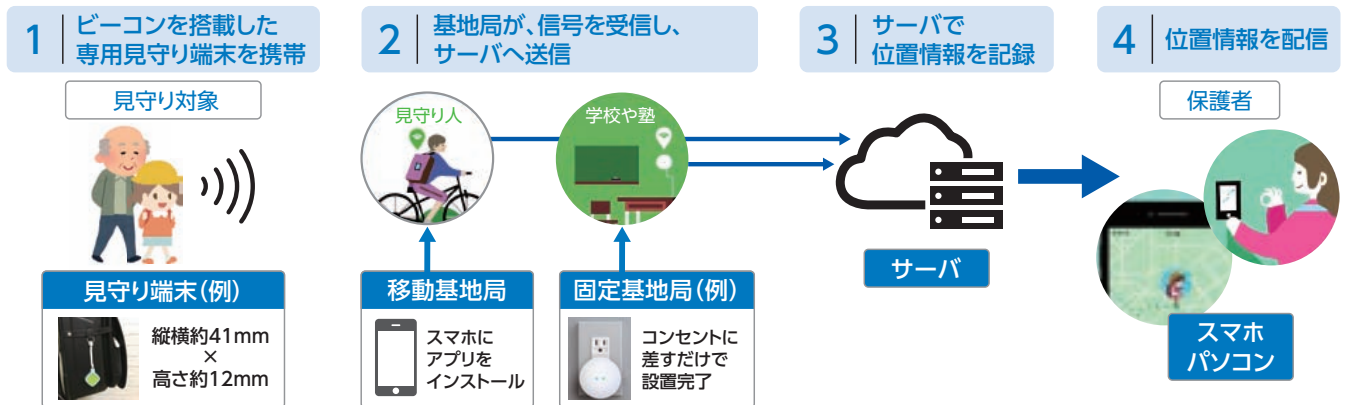 1
ビーコンを搭載した
専用見守り端末を携帯
2
基地局が、信号を受信し、
サーバへ送信
3
サーバで
位置情報を記録
4
位置情報を配信
見守り対象
見守り人
学校や塾
保護者
見守り端末(例)
縦横約41mm
×
高さ約12mm
移動基地局
スマホに
アプリを
インストール
固定基地局(例)
コンセントに
差すだけで
設置完了
サーバ
スマホ
パソコン